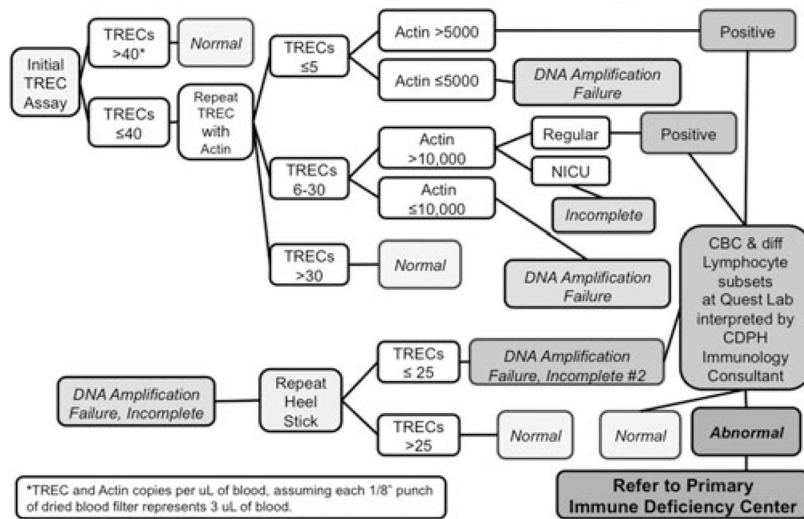 Initial
TREC
Assay
TRECs
>40*
Normal
TRECs
≤40
Repeat
TREC
with
Actin
TRECs
≤5
Actin >5000
Positive
Actin ≤5000
DNA Amplification
Failure
TRECs
6-30
Actin
>10,000
Regular
Positive
NICU
Incomplete
Actin
≤10,000
DNA Amplification
Failure
TRECs
>30
Normal
CBC & diff
Lymphocyte
subsets
at Quest Lab
interpreted by
CDPH
Immunology
Consultant
DNA Amplification
Failure, Incomplete
Repeat
Heel
Stick
TRECs
≤ 25
DNA Amplification
Failure, Incomplete #2
TRECs
>25
Normal
Normal
Abnormal
Refer to Primary
Immune Deficiency Center
*TREC and Actin copies per uL of blood, assuming each 1/8" punch
of dried blood filter represents 3 uL of blood.